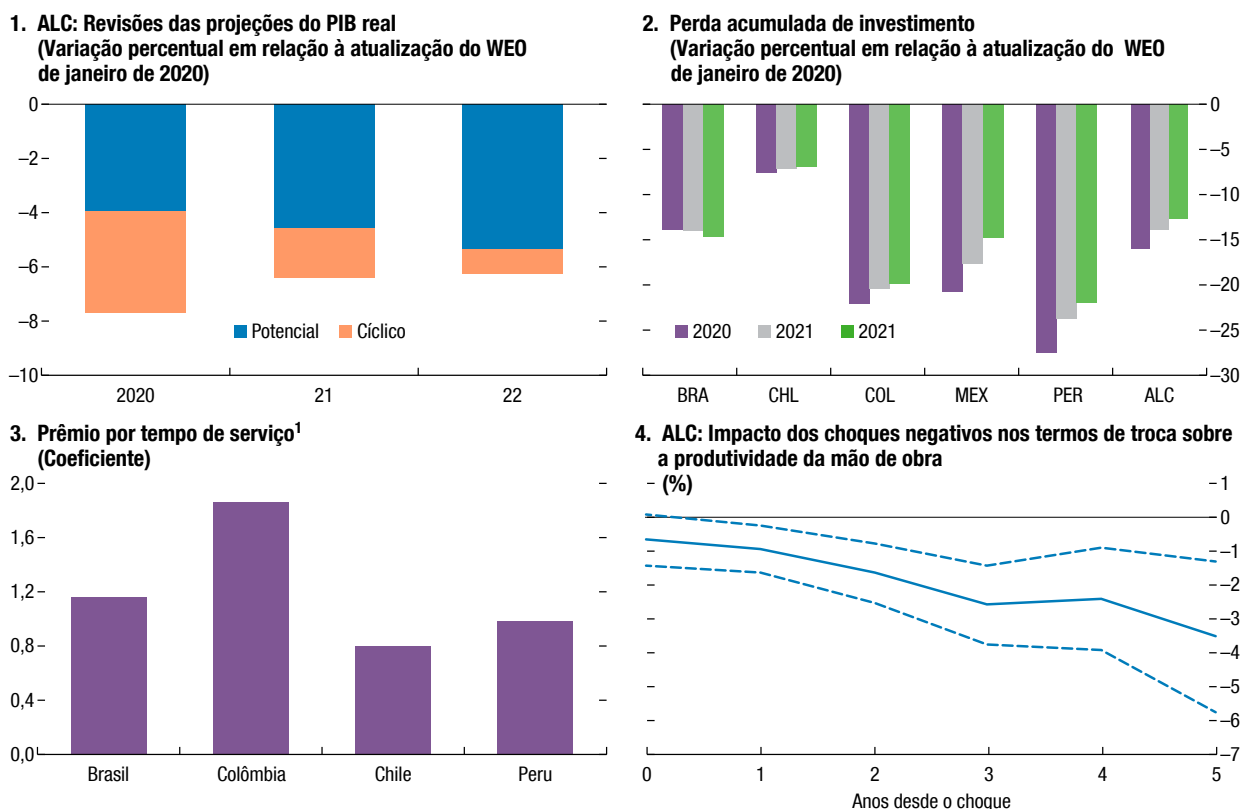 1. ALC: Revisões das projeções do PIB real
(Variação percentual em relação à atualização do WEO
de janeiro de 2020)
0
–2
–4
–6
–8
–10
Potencial
Cíclico
2020
21
22
2. Perda acumulada de investimento
(Variação percentual em relação à atualização do WEO
de janeiro de 2020)
0
–5
–10
–15
–20
–25
–30
2020
2021
2021
BRA
CHL
COL
MEX
PER
ALC
3. Prêmio por tempo de serviço¹
(Coeficiente)
2,0
1,6
1,2
0,8
0,4
0,0
Brasil
Colômbia
Chile
Peru
4. ALC: Impacto dos choques negativos nos termos de troca sobre
a produtividade da mão de obra
(%)
1
0
–1
–2
–3
–4
–5
–6
–7
0
1
2
3
4
5
Anos desde o choque